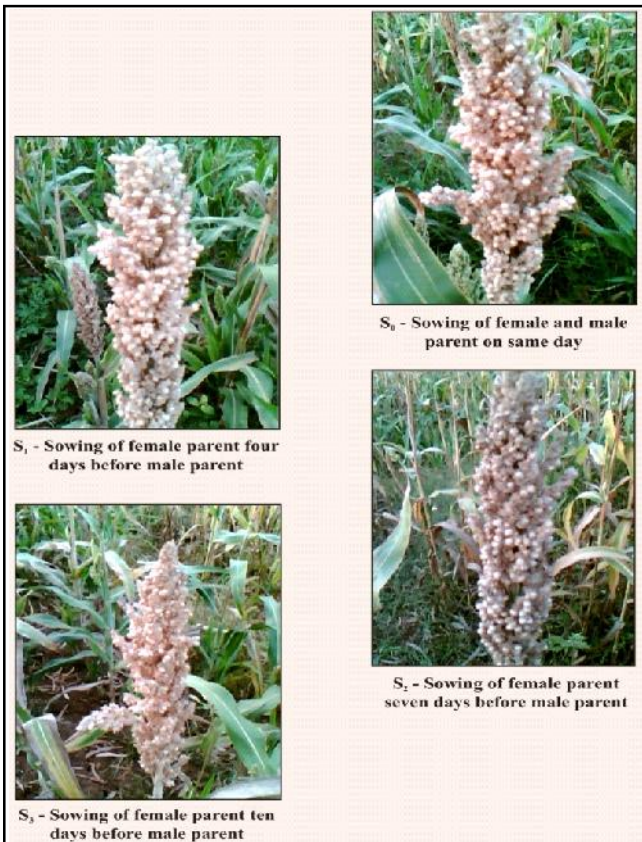 S₀ - Sowing of female and male
parent on same day
S₁ - Sowing of female parent four
days before male parent
S₂ - Sowing of female parent
seven days before male parent
S₃ - Sowing of female parent ten
days before male parent